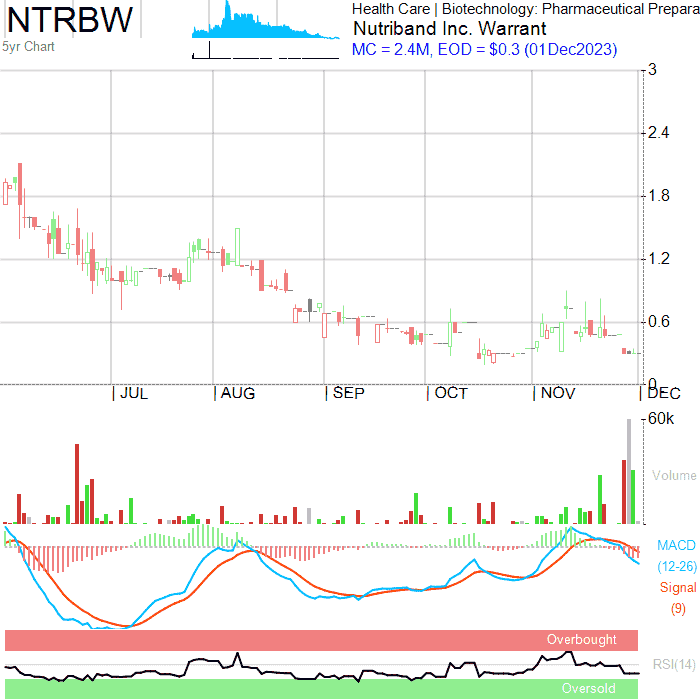 NTRBW
5yr Chart
Health Care | Biotechnology: Pharmaceutical Prepara
Nutriband Inc. Warrant
MC = 2.4M, EOD = $0.3 (01Dec2023)
3
2.4
1.8
1.2
0.6
0
JUL AUG SEP OCT NOV DEC
60k
Volume
MACD
(12-26)
Signal
(9)
Overbought
RSI(14)
Oversold